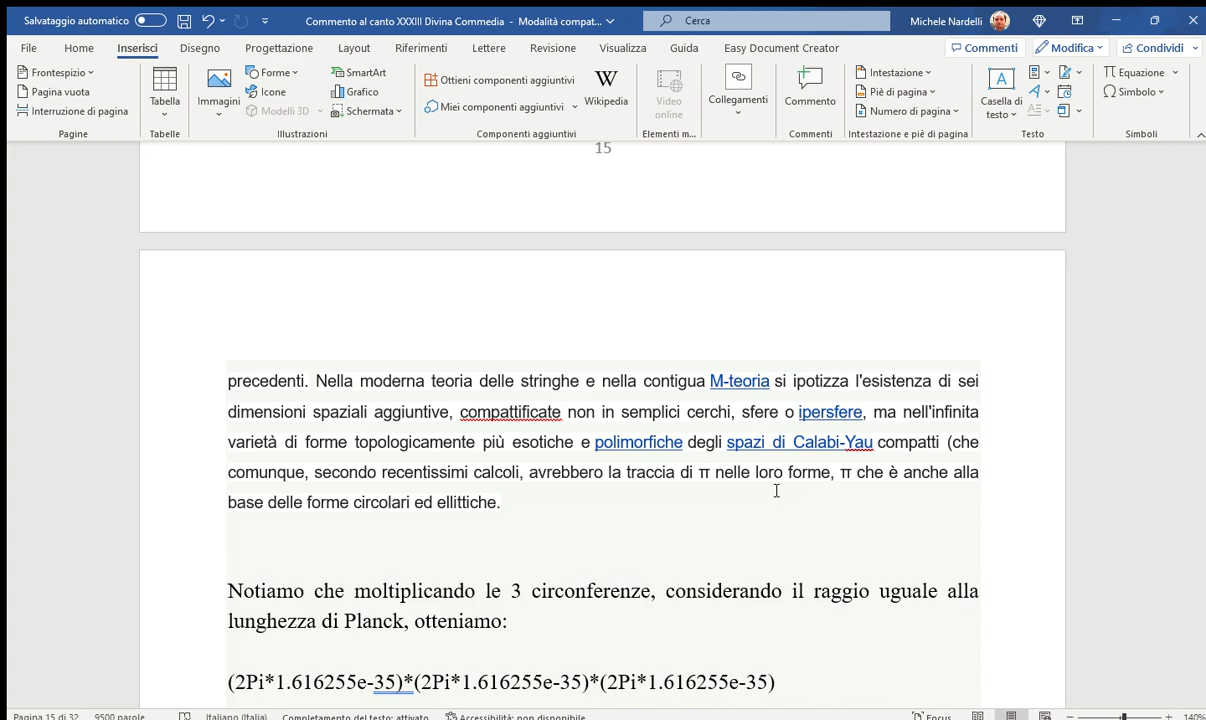 Salvataggio automatico
Commento al canto XXXIII Divina Commedia - Modalità compat...
Cerca
Michele Nardelli
File Home Inserisci Disegno Progettazione Layout Riferimenti Lettere Revisione Visualizza Guida Easy Document Creator Commenti Modifica Condividi
Frontespizio
Pagina vuota
Interruzione di pagina
Pagine
Tabella
Tabelle
Immagini
Forme
Icone
Modelli 3D
SmartArt
Grafico
Schermata
Illustrazioni
Ottieni componenti aggiuntivi
Miei componenti aggiuntivi
W
Wikipedia
Componenti aggiuntivi
Video online
Elementi m...
Collegamenti
Commento
Commenti
Intestazione
Piè di pagina
Numero di pagina
Intestazione e piè di pagina
Casella di testo
Testo
Equazione
Simbolo
Simboli
15
precedenti. Nella moderna teoria delle stringhe e nella contigua M-teoria si ipotizza l'esistenza di sei
dimensioni spaziali aggiuntive, compattificate non in semplici cerchi, sfere o ipersfere, ma nell'infinita
varietà di forme topologicamente più esotiche e polimorfiche degli spazi di Calabi-Yau compatti (che
comunque, secondo recentissimi calcoli, avrebbero la traccia di π nelle loro forme, π che è anche alla
base delle forme circolari ed ellittiche.
Notiamo che moltiplicando le 3 circonferenze, considerando il raggio uguale alla
lunghezza di Planck, otteniamo:
(2Pi*1.616255e-35)*(2Pi*1.616255e-35)*(2Pi*1.616255e-35)
Pagina 15 di 32 9500 parole Italiano (Italia) Completamento del testo: attivato Accessibilità: non disponibile Focus 140%